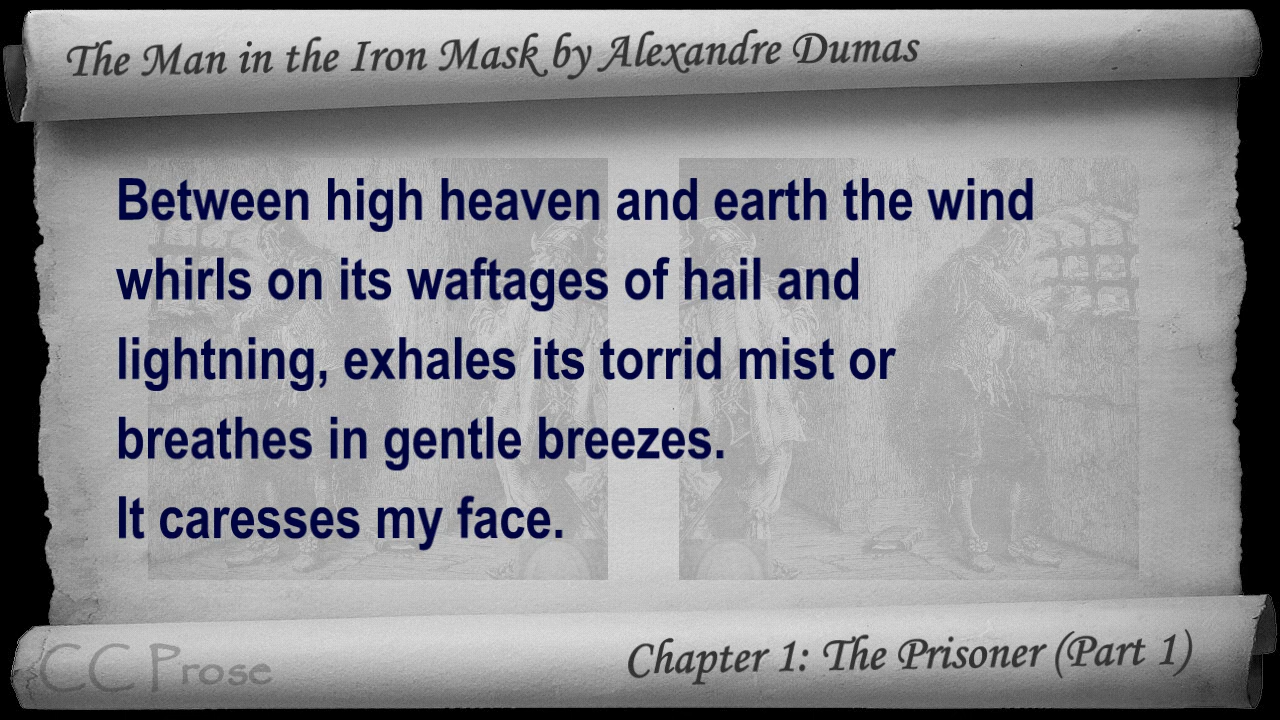 The Man in the Iron Mask by Alexandre Dumas
Between high heaven and earth the wind
whirls on its waftages of hail and
lightning, exhales its torrid mist or
breathes in gentle breezes.
It caresses my face.
CC Prose
Chapter 1: The Prisoner (Part 1)